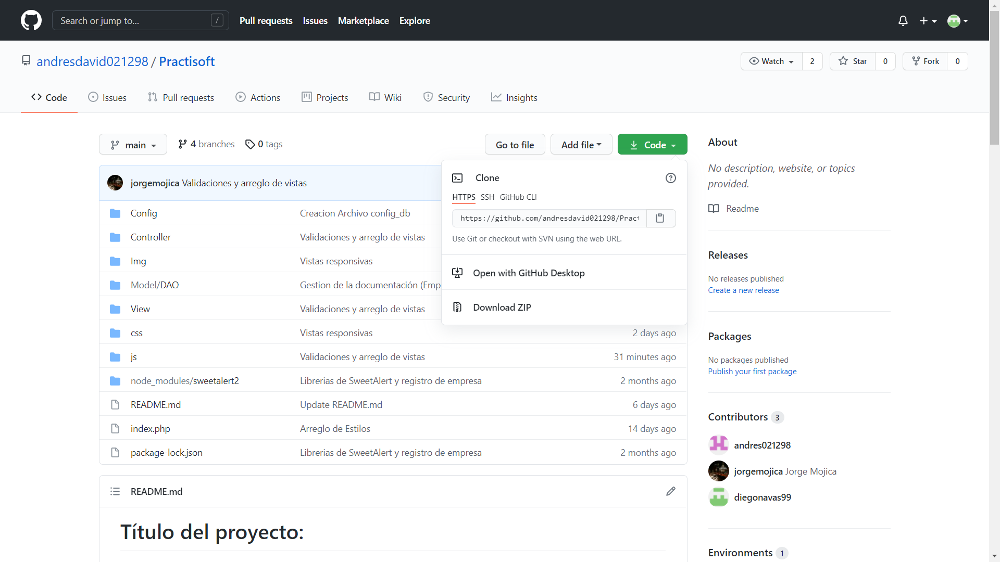 Search or jump to... /
Pull requests Issues Marketplace Explore
andresdavid021298 / Practisoft
Watch 2 Star 0 Fork 0
Code Issues Pull requests Actions Projects Wiki Security Insights
main 4 branches 0 tags
Go to file Add file Code
jorgemojica Validaciones y arreglo de vistas
Config Creacion Archivo config_db
Controller Validaciones y arreglo de vistas
Img Vistas responsivas
Model/DAO Gestion de la documentación (Emp
View Validaciones y arreglo de vistas
css Vistas responsivas 2 days ago
js Validaciones y arreglo de vistas 31 minutes ago
node_modules/sweetalert2 Librerias de SweetAlert y registro de empresa 2 months ago
README.md Update README.md 6 days ago
index.php Arreglo de Estilos 14 days ago
package-lock.json Librerias de SweetAlert y registro de empresa 2 months ago
Clone
HTTPS SSH GitHub CLI
https://github.com/andresdavid021298/Pract
Use Git or checkout with SVN using the web URL.
Open with GitHub Desktop
Download ZIP
README.md
Título del proyecto:
About
No description, website, or topics
provided.
Readme
Releases
No releases published
Create a new release
Packages
No packages published
Publish your first package
Contributors 3
andres021298
jorgemojica Jorge Mojica
diegonavas99
Environments 1